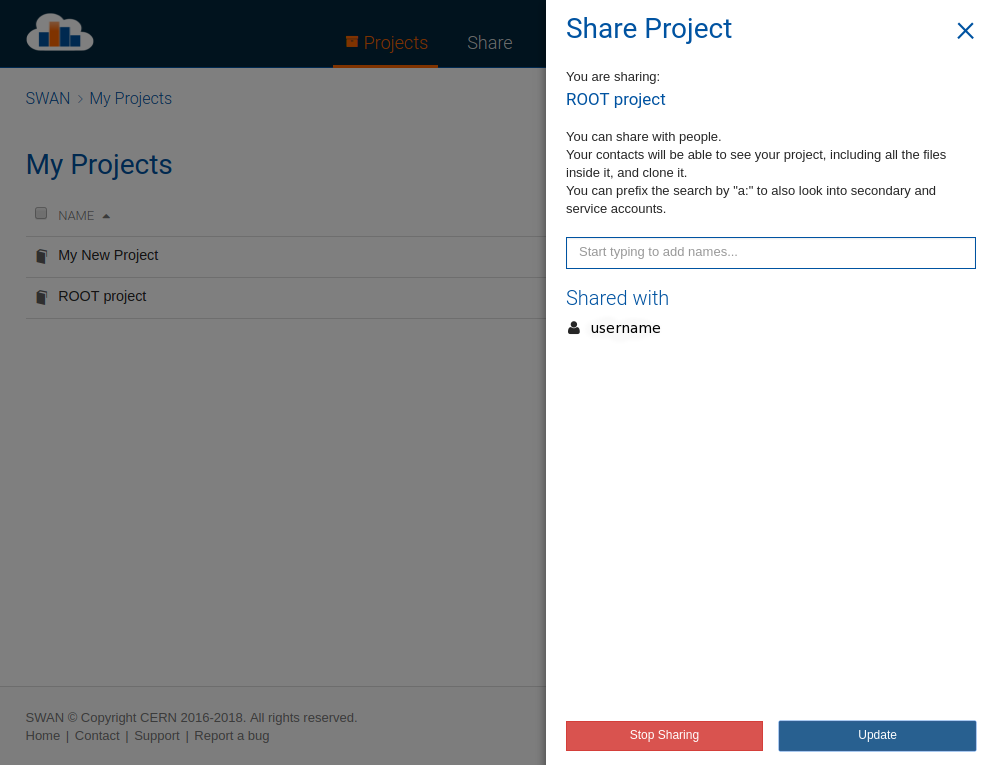 Projects
Share
SWAN > My Projects
My Projects
NAME
My New Project
ROOT project
SWAN © Copyright CERN 2016-2018. All rights reserved.
Home | Contact | Support | Report a bug
Share Project
You are sharing:
ROOT project
You can share with people.
Your contacts will be able to see your project, including all the files
inside it, and clone it.
You can prefix the search by "a:" to also look into secondary and
service accounts.
Start typing to add names...
Shared with
username
Stop Sharing
Update